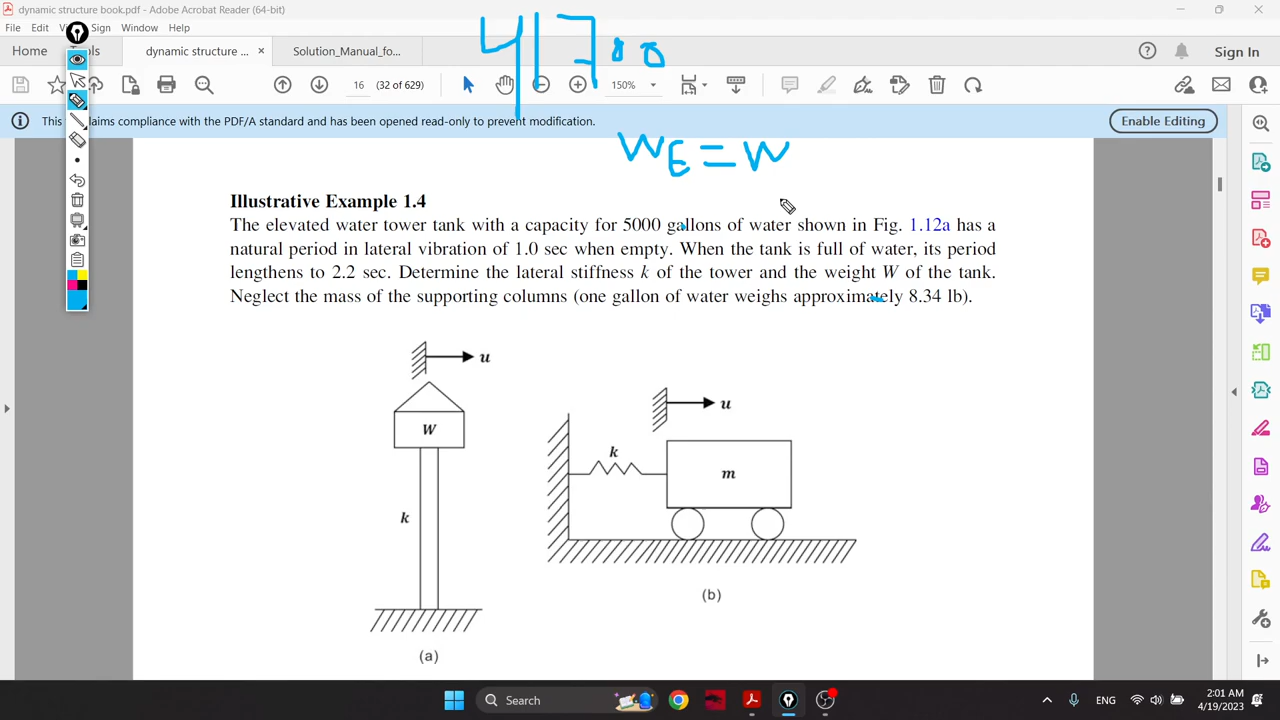 dynamic structure book.pdf - Adobe Acrobat Reader (64-bit)
File Edit Sign Window Help
Home Tools dynamic structure ... × Solution_Manual_fo... Sign In
16 (32 of 629) 150%
This claims compliance with the PDF/A standard and has been opened read-only to prevent modification. Enable Editing
41700
WE = W
Illustrative Example 1.4
The elevated water tower tank with a capacity for 5000 gallons of water shown in Fig. 1.12a has a
natural period in lateral vibration of 1.0 sec when empty. When the tank is full of water, its period
lengthens to 2.2 sec. Determine the lateral stiffness k of the tower and the weight W of the tank.
Neglect the mass of the supporting columns (one gallon of water weighs approximately 8.34 lb).
u
W
k
(a)
u
k
m
(b)
Search
ENG
2:01 AM
4/19/2023